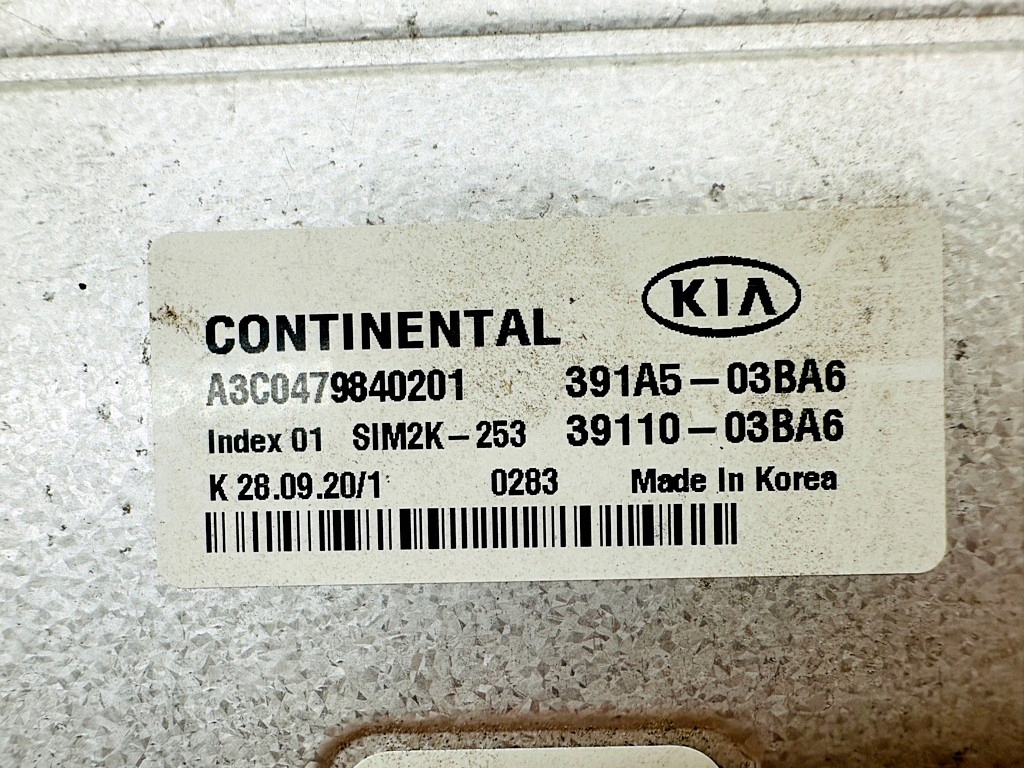 KIA
CONTINENTAL
A3C0479840201 391A5-03BA6
Index 01 SIM2K-253 39110-03BA6
K 28.09.20/1 0283 Made In Korea